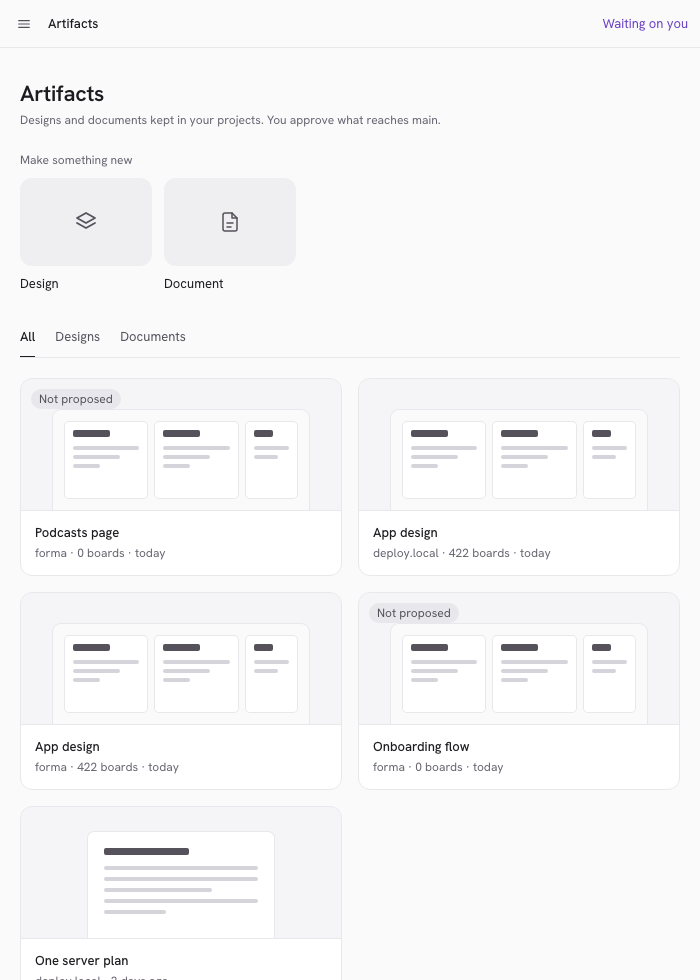 Artifacts
Waiting on you
Artifacts
Designs and documents kept in your projects. You approve what reaches main.
Make something new
Design
Document
All
Designs
Documents
Not proposed
Podcasts page
forma · 0 boards · today
App design
deploy.local · 422 boards · today
App design
forma · 422 boards · today
Not proposed
Onboarding flow
forma · 0 boards · today
One server plan